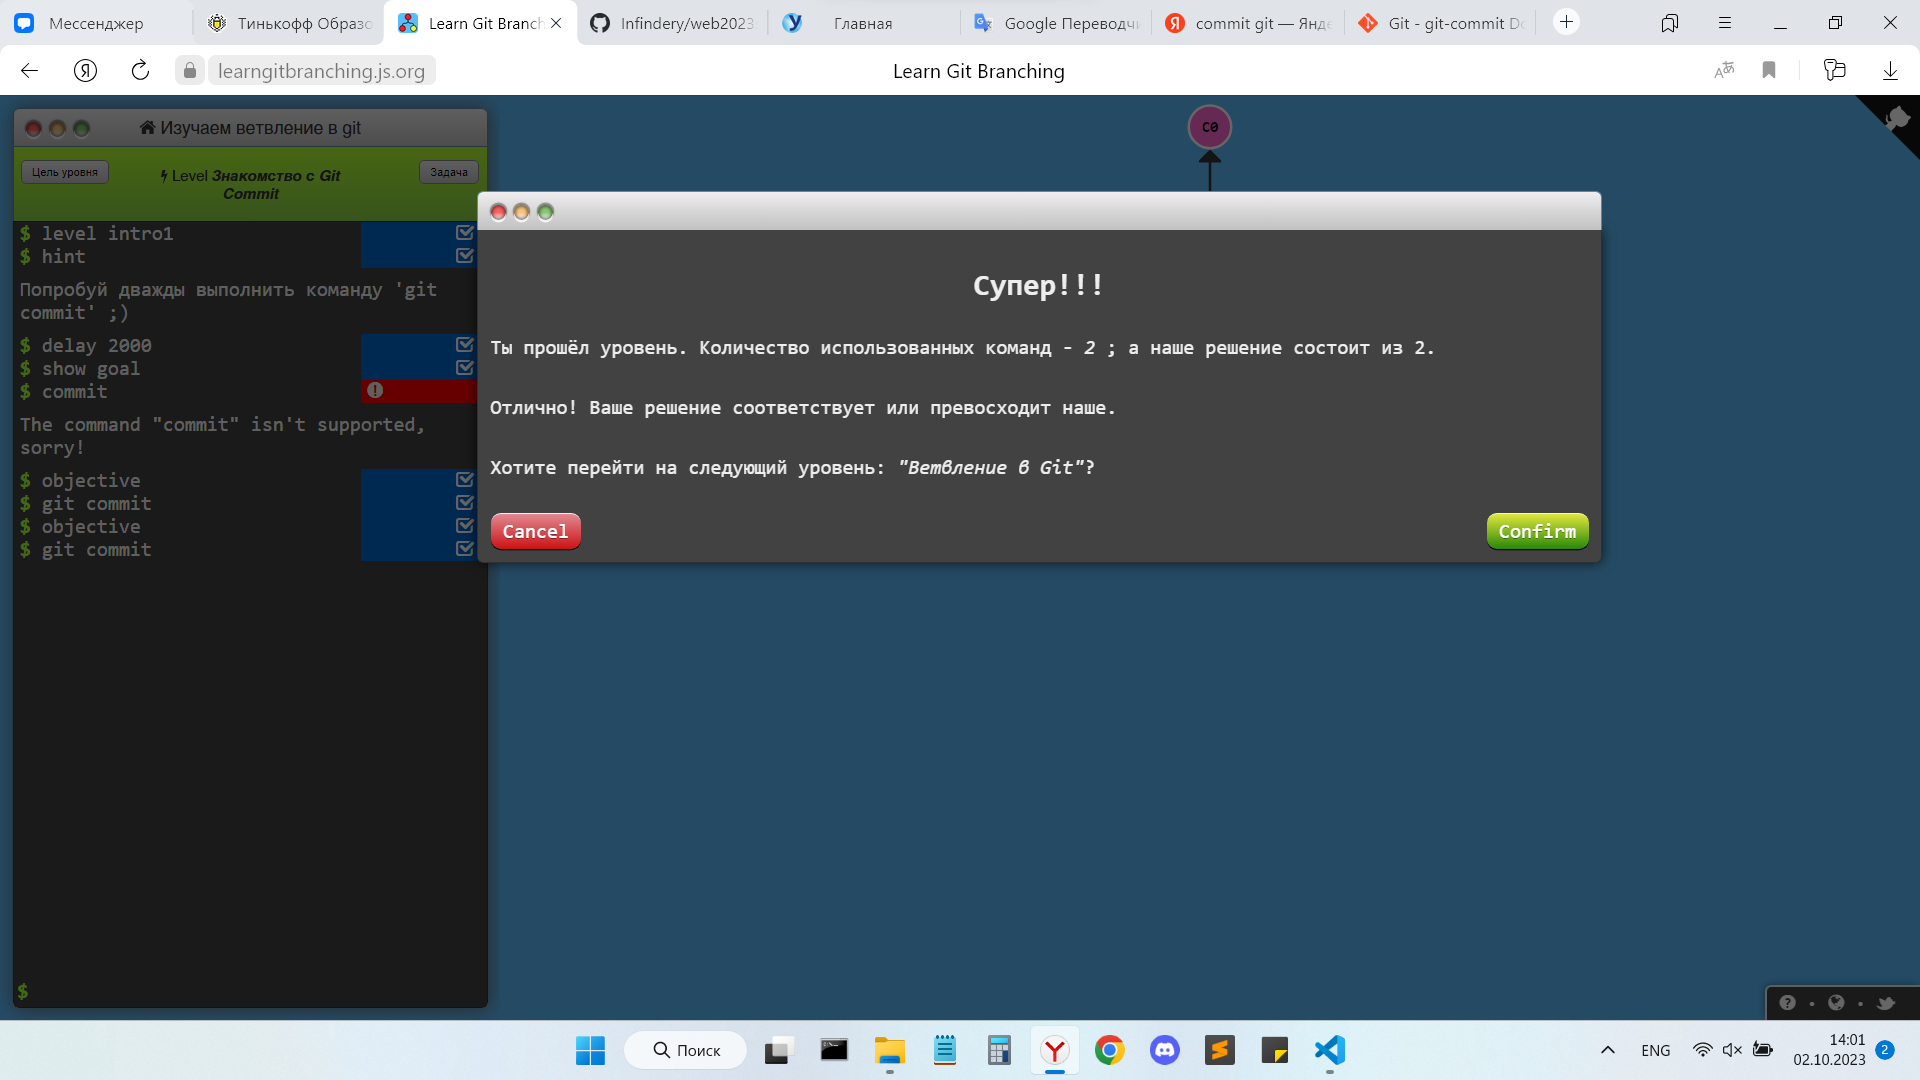 Мессенджер
Тинькофф Образо
Learn Git Branch
Infindery/web2023
Главная
Google Переводчи
commit git — Янде
Git - git-commit Do
learngitbranching.js.org
Learn Git Branching
Изучаем ветвление в git
Цель уровня
Level Знакомство с Git
Commit
Задача
$ level intro1
$ hint
Попробуй дважды выполнить команду 'git
commit' ;)
$ delay 2000
$ show goal
$ commit
The command "commit" isn't supported,
sorry!
$ objective
$ git commit
$ objective
$ git commit
$
C0
Супер!!!
Ты прошёл уровень. Количество использованных команд - 2 ; а наше решение состоит из 2.
Отлично! Ваше решение соответствует или превосходит наше.
Хотите перейти на следующий уровень: "Ветвление в Git"?
Cancel
Confirm
Поиск
ENG
14:01
02.10.2023
2